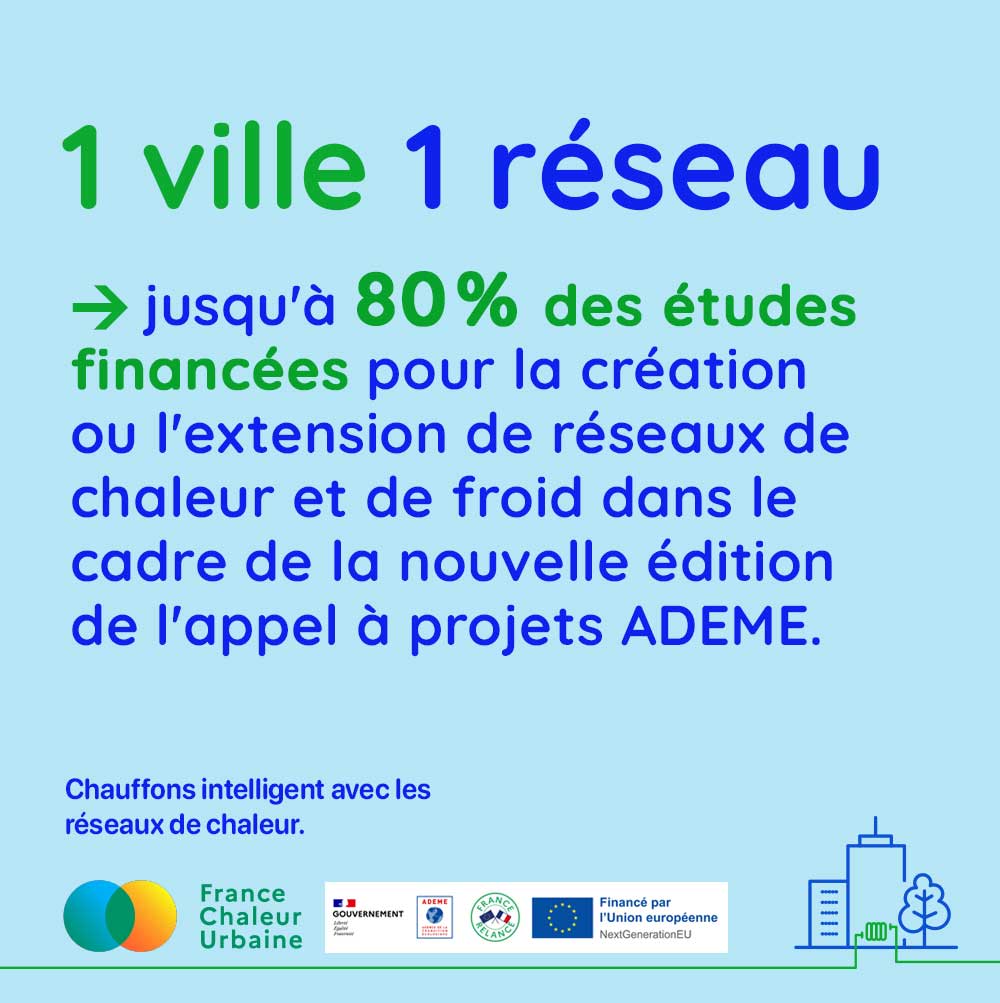 1 ville 1 réseau
→ jusqu'à 80% des études
financées pour la création
ou l'extension de réseaux de
chaleur et de froid dans le
cadre de la nouvelle édition
de l'appel à projets ADEME.
Chauffons intelligent avec les
réseaux de chaleur.
France
Chaleur
Urbaine
GOUVERNEMENT
Liberté
Égalité
Fraternité
ADEME
AGENCE DE LA
TRANSITION
ÉCOLOGIQUE
FRANCE
RELANCE
Financé par
l'Union européenne
NextGenerationEU